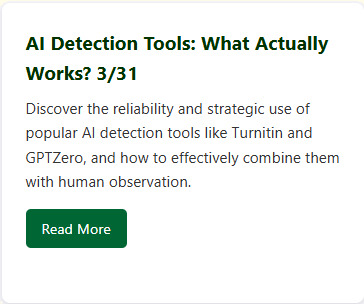 AI Detection Tools: What Actually
Works? 3/31
Discover the reliability and strategic use of
popular AI detection tools like Turnitin and
GPTZero, and how to effectively combine them
with human observation.
Read More